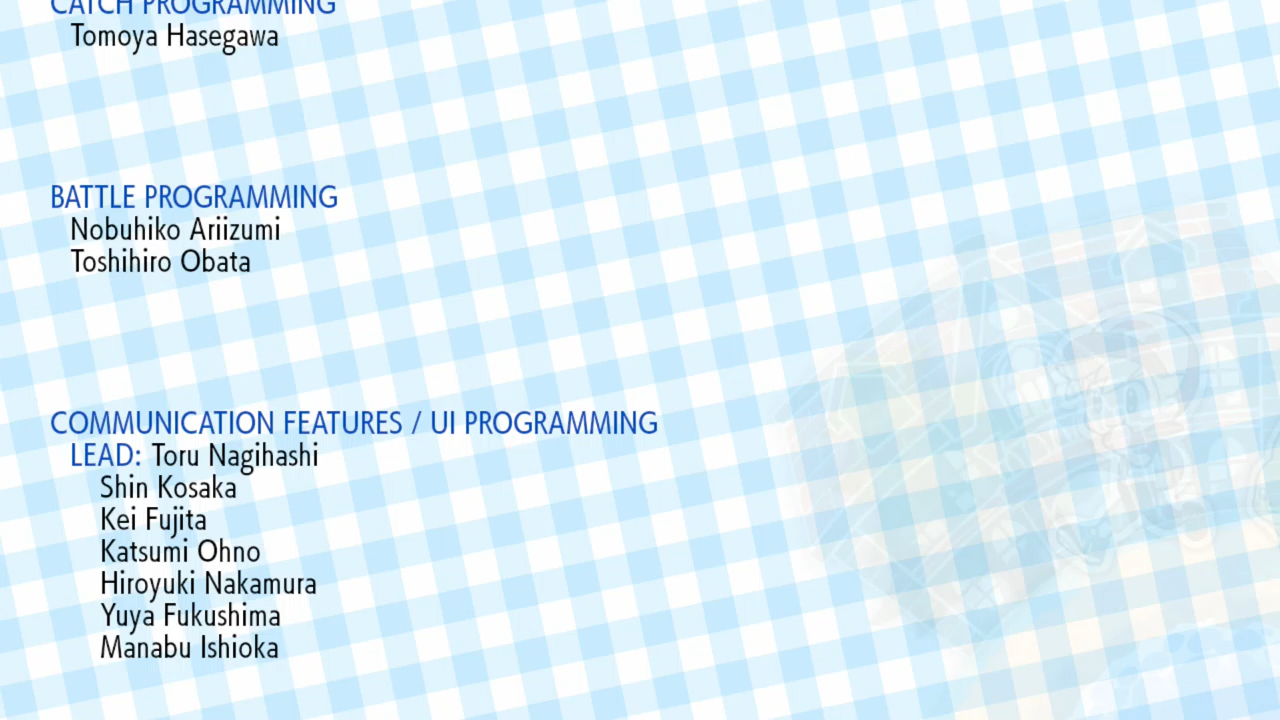 CATCH PROGRAMMING
Tomoya Hasegawa
BATTLE PROGRAMMING
Nobuhiko Ariizumi
Toshihiro Obata
COMMUNICATION FEATURES / UI PROGRAMMING
LEAD: Toru Nagihashi
Shin Kosaka
Kei Fujita
Katsumi Ohno
Hiroyuki Nakamura
Yuya Fukushima
Manabu Ishioka